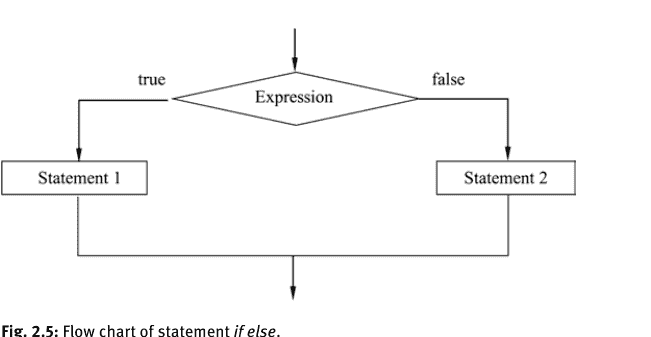 true
false
Expression
Statement 1
Statement 2
Fig. 2.5: Flow chart of statement if else.